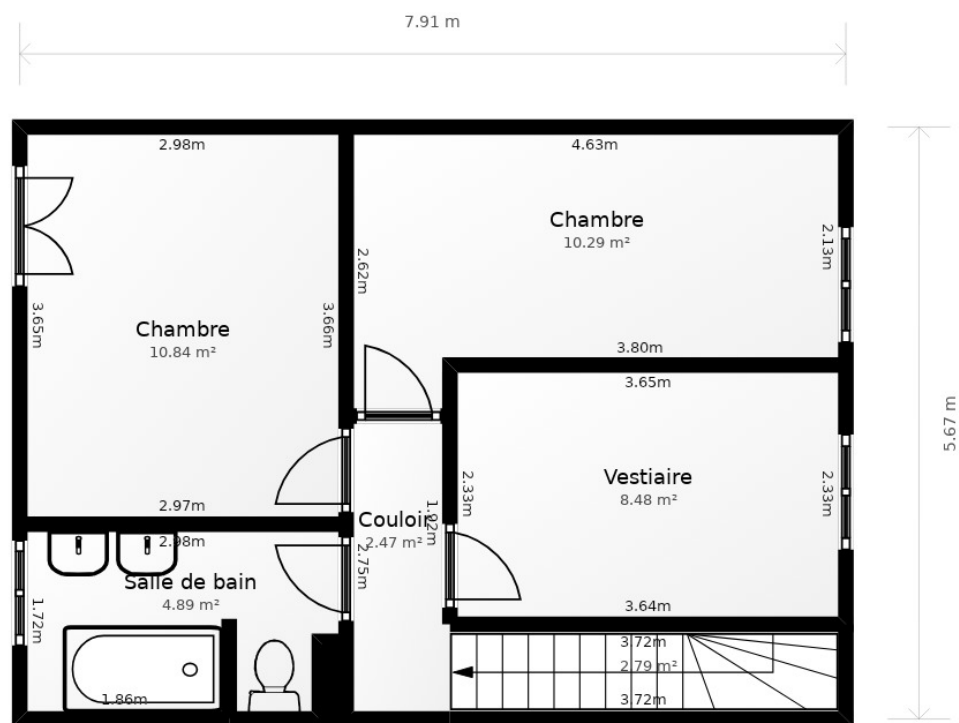 7.91 m
2.98m
4.63m
Chambre
10.29 m²
2.13m
2.62m
3.65m
3.66m
Chambre
10.84 m²
3.80m
3.65m
5.67 m
Vestiaire
8.48 m²
2.33m
2.33m
2.97m
Couloir
2.47 m²
1.92m
2.98m
2.75m
Salle de bain
4.89 m²
1.72m
3.64m
3.72m
2.79 m²
1.86m
3.72m